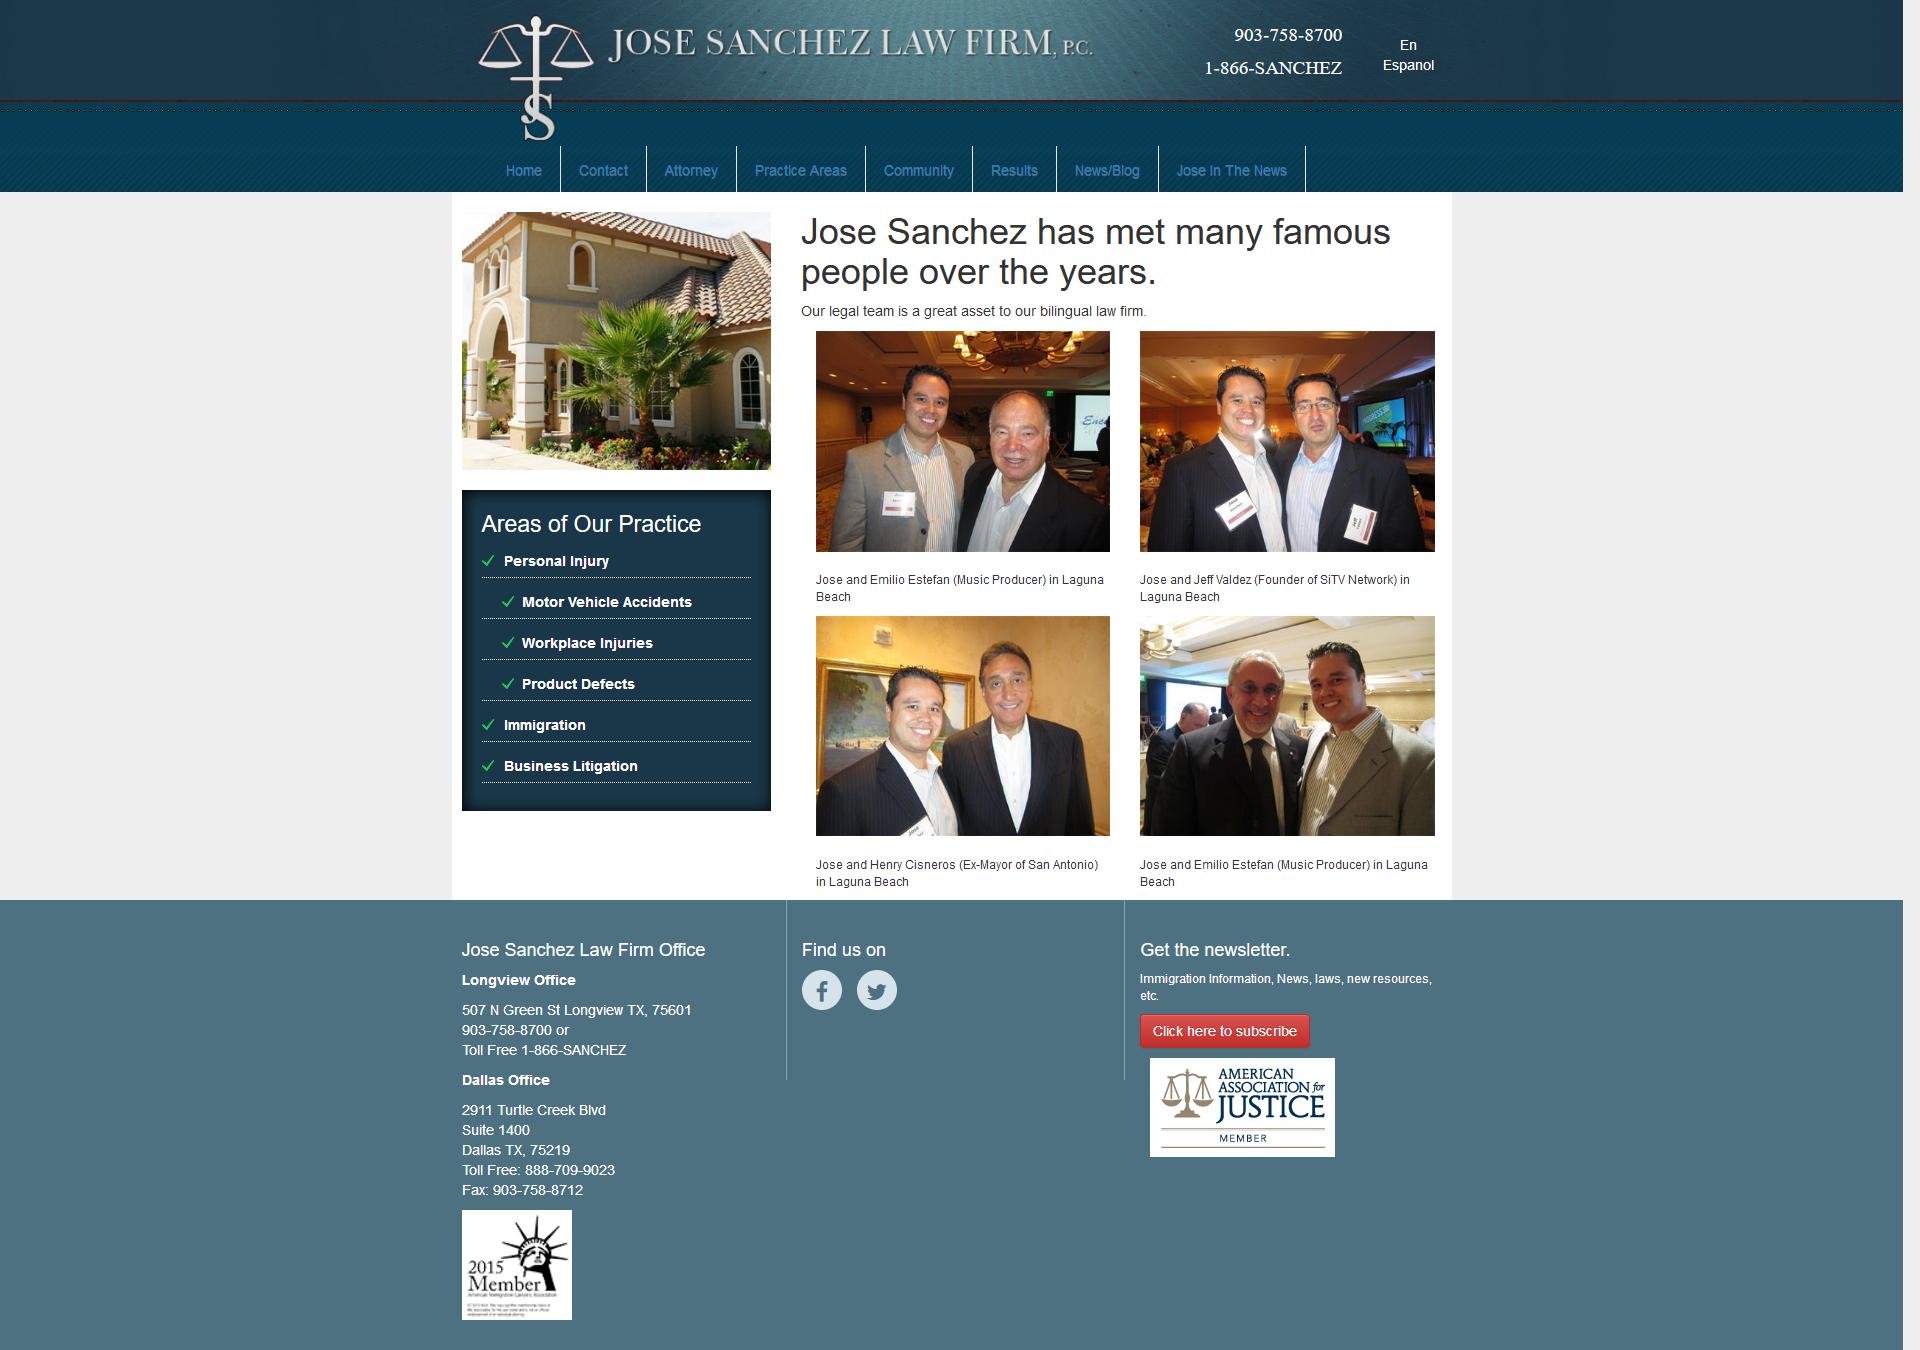 JOSE SANCHEZ LAW FIRM, P.C.
903-758-8700
1-866-SANCHEZ
En
Espanol
JS
Home
Contact
Attorney
Practice Areas
Community
Results
News/Blog
Jose In The News
Jose Sanchez has met many famous
people over the years.
Our legal team is a great asset to our bilingual law firm.
Areas of Our Practice
Personal Injury
Motor Vehicle Accidents
Workplace Injuries
Product Defects
Immigration
Business Litigation
Jose and Emilio Estefan (Music Producer) in Laguna
Beach
Jose and Jeff Valdez (Founder of SiTV Network) in
Laguna Beach
Jose and Henry Cisneros (Ex-Mayor of San Antonio)
in Laguna Beach
Jose and Emilio Estefan (Music Producer) in Laguna
Beach
Jose Sanchez Law Firm Office
Longview Office
507 N Green St Longview TX, 75601
903-758-8700 or
Toll Free 1-866-SANCHEZ
Dallas Office
2911 Turtle Creek Blvd
Suite 1400
Dallas TX, 75219
Toll Free: 888-709-9023
Fax: 903-758-8712
2015
Member
American Immigration Lawyers Association
Find us on
Get the newsletter.
Immigration Information, News, laws, new resources,
etc.
Click here to subscribe
AMERICAN
ASSOCIATION for
JUSTICE
MEMBER